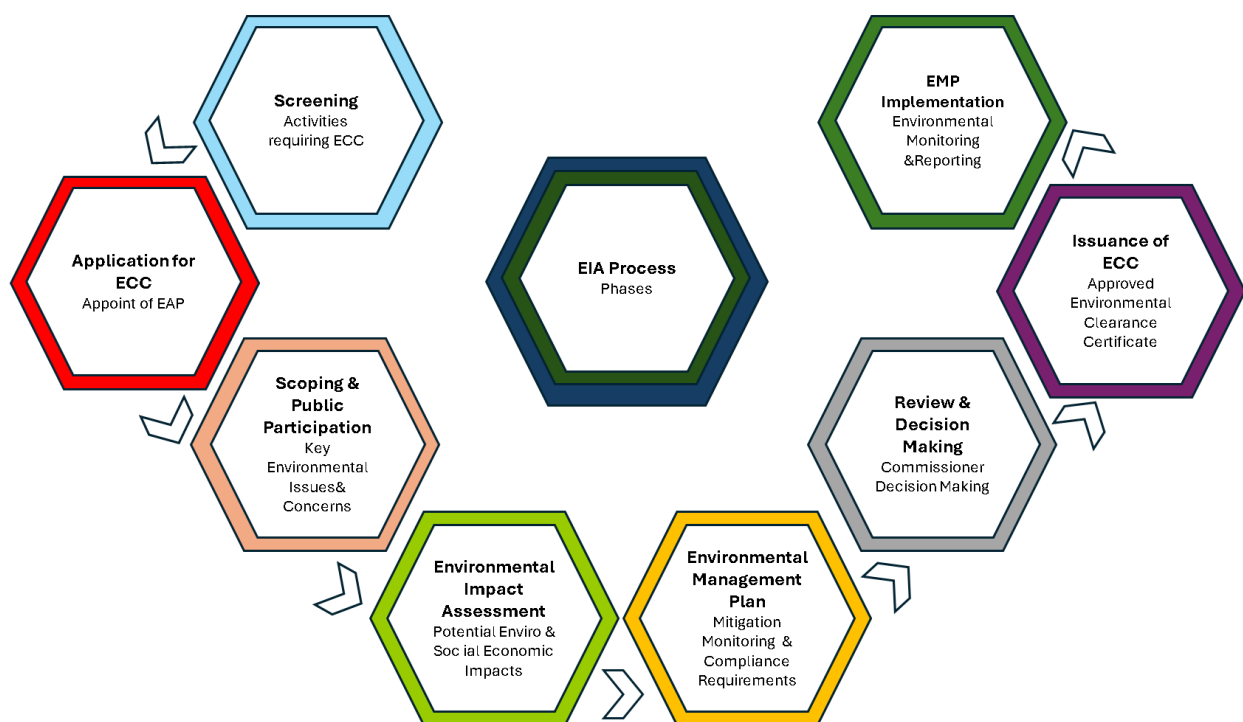 Screening
Activities
requiring ECC
Application for
ECC
Appoint of EAP
Scoping &
Public
Participation
Key
Environmental
Issues&
Concerns
Environmental
Impact
Assessment
Potential Enviro &
Social Economic
Impacts
Environmental
Management
Plan
Mitigation
Monitoring &
Compliance
Requirements
Review &
Decision
Making
Commissioner
Decision Making
Issuance of
ECC
Approved
Environmental
Clearance
Certificate
EMP
Implementation
Environmental
Monitoring
&Reporting
EIA Process
Phases